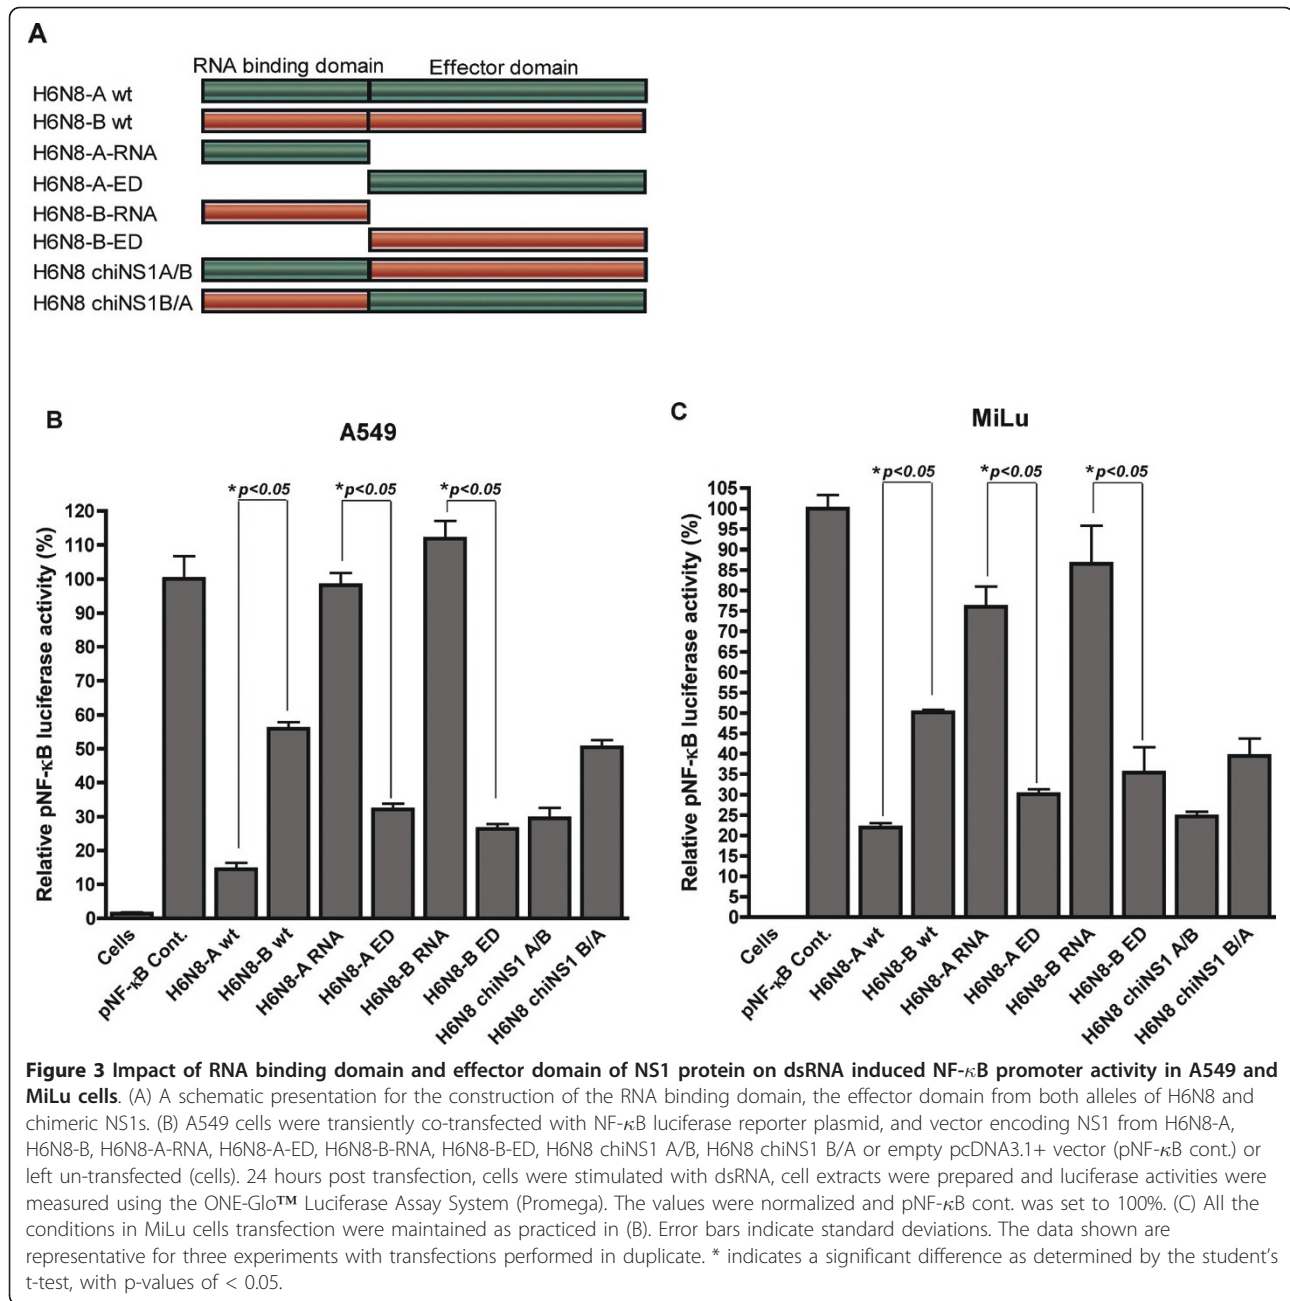 A
RNA binding domain Effector domain
H6N8-A wt
H6N8-B wt
H6N8-A-RNA
H6N8-A-ED
H6N8-B-RNA
H6N8-B-ED
H6N8 chiNS1A/B
H6N8 chiNS1B/A
B
A549
* p<0.05 * p<0.05 * p<0.05
Relative pNF-κB luciferase activity (%)
120
110
100
90
80
70
60
50
40
30
20
10
0
Cells
pNF-κB Cont.
H6N8-A wt
H6N8-B wt
H6N8-A RNA
H6N8-A ED
H6N8-B RNA
H6N8-B ED
H6N8 chiNS1 A/B
H6N8 chiNS1 B/A
C
MiLu
* p<0.05 * p<0.05 * p<0.05
Relative pNF-κB luciferase activity (%)
105
100
95
90
85
80
75
70
65
60
55
50
45
40
35
30
25
20
15
10
5
0
Cells
pNF-κB Cont.
H6N8-A wt
H6N8-B wt
H6N8-A RNA
H6N8-A ED
H6N8-B RNA
H6N8-B ED
H6N8 chiNS1 A/B
H6N8 chiNS1 B/A
Figure 3 Impact of RNA binding domain and effector domain of NS1 protein on dsRNA induced NF-κB promoter activity in A549 and
MiLu cells. (A) A schematic presentation for the construction of the RNA binding domain, the effector domain from both alleles of H6N8 and
chimeric NS1s. (B) A549 cells were transiently co-transfected with NF-κB luciferase reporter plasmid, and vector encoding NS1 from H6N8-A,
H6N8-B, H6N8-A-RNA, H6N8-A-ED, H6N8-B-RNA, H6N8-B-ED, H6N8 chiNS1 A/B, H6N8 chiNS1 B/A or empty pcDNA3.1+ vector (pNF-κB cont.) or
left un-transfected (cells). 24 hours post transfection, cells were stimulated with dsRNA, cell extracts were prepared and luciferase activities were
measured using the ONE-Glo™ Luciferase Assay System (Promega). The values were normalized and pNF-κB cont. was set to 100%. (C) All the
conditions in MiLu cells transfection were maintained as practiced in (B). Error bars indicate standard deviations. The data shown are
representative for three experiments with transfections performed in duplicate. * indicates a significant difference as determined by the student's
t-test, with p-values of < 0.05.